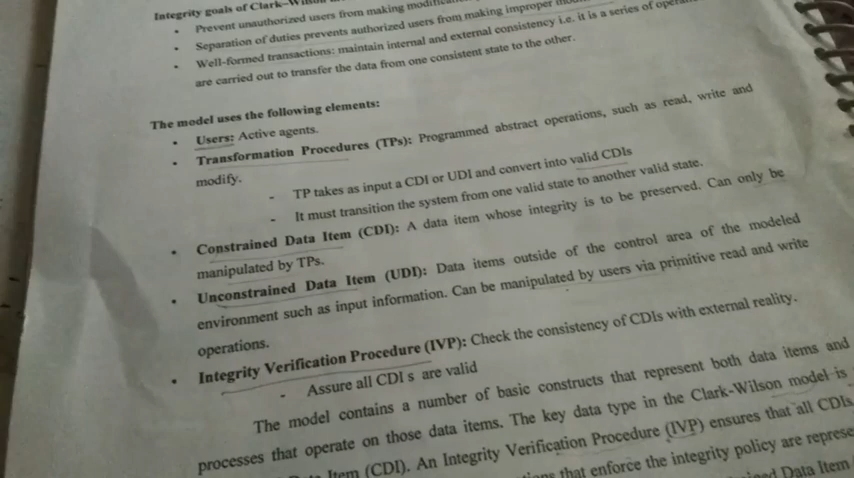 Integrity goals of Clark–Wilson
• Prevent unauthorized users from making
• Separation of duties prevents authorized users from making improper
• Well-formed transactions: maintain internal and external consistency i.e. it is a series of
are carried out to transfer the data from one consistent state to the other.
The model uses the following elements:
• Users: Active agents.
• Transformation Procedures (TPs): Programmed abstract operations, such as read, write and
modify.
- TP takes as input a CDI or UDI and convert into valid CDIs
- It must transition the system from one valid state to another valid state.
• Constrained Data Item (CDI): A data item whose integrity is to be preserved. Can only be
manipulated by TPs.
• Unconstrained Data Item (UDI): Data items outside of the control area of the modeled
environment such as input information. Can be manipulated by users via primitive read and write
operations.
• Integrity Verification Procedure (IVP): Check the consistency of CDIs with external reality.
- Assure all CDI s are valid
The model contains a number of basic constructs that represent both data items and
processes that operate on those data items. The key data type in the Clark-Wilson model is
Item (CDI). An Integrity Verification Procedure (IVP) ensures that all CDIs
that enforce the integrity policy are
Data Item